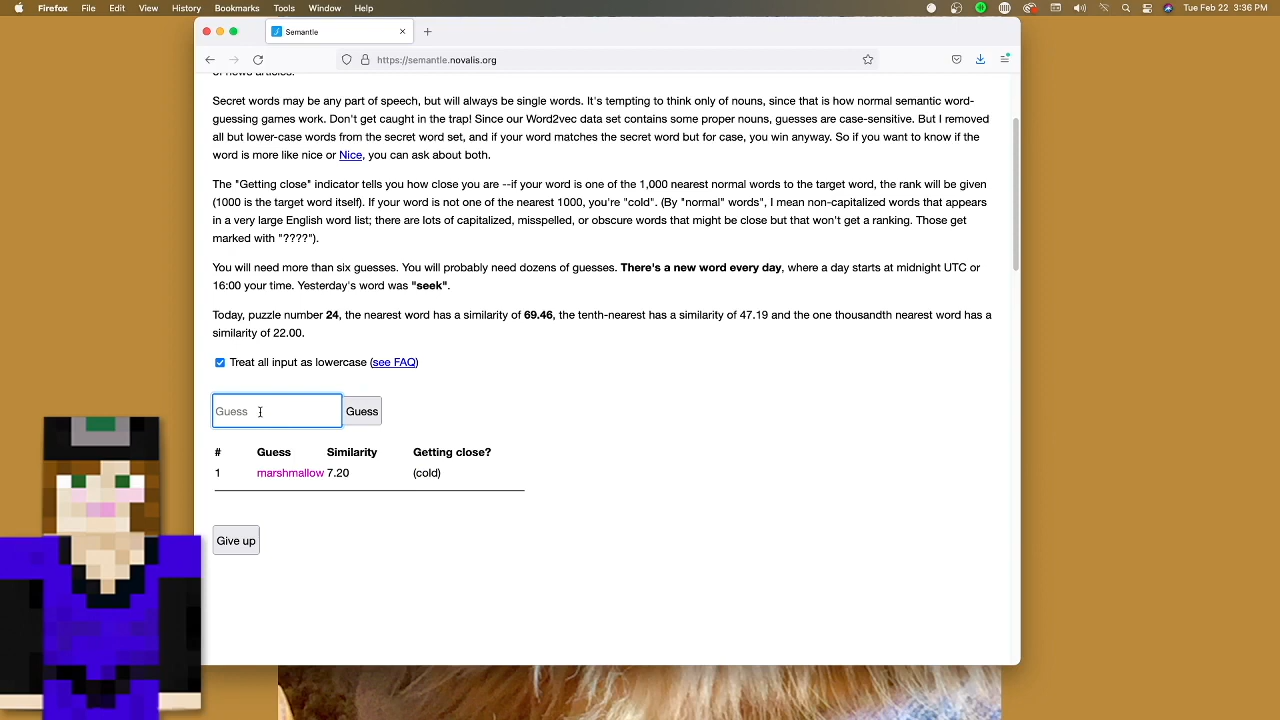 Firefox File Edit View History Bookmarks Tools Window Help Tue Feb 22 3:36 PM
Semantle
https://semantle.novalis.org
of news articles.
Secret words may be any part of speech, but will always be single words. It's tempting to think only of nouns, since that is how normal semantic word-
guessing games work. Don't get caught in the trap! Since our Word2vec data set contains some proper nouns, guesses are case-sensitive. But I removed
all but lower-case words from the secret word set, and if your word matches the secret word but for case, you win anyway. So if you want to know if the
word is more like nice or Nice, you can ask about both.
The "Getting close" indicator tells you how close you are --if your word is one of the 1,000 nearest normal words to the target word, the rank will be given
(1000 is the target word itself). If your word is not one of the nearest 1000, you're "cold". (By "normal" words", I mean non-capitalized words that appears
in a very large English word list; there are lots of capitalized, misspelled, or obscure words that might be close but that won't get a ranking. Those get
marked with "????").
You will need more than six guesses. You will probably need dozens of guesses. There's a new word every day, where a day starts at midnight UTC or
16:00 your time. Yesterday's word was "seek".
Today, puzzle number 24, the nearest word has a similarity of 69.46, the tenth-nearest has a similarity of 47.19 and the one thousandth nearest word has a
similarity of 22.00.
Treat all input as lowercase (see FAQ)
Guess Guess
# Guess Similarity Getting close?
1 marshmallow 7.20 (cold)
Give up